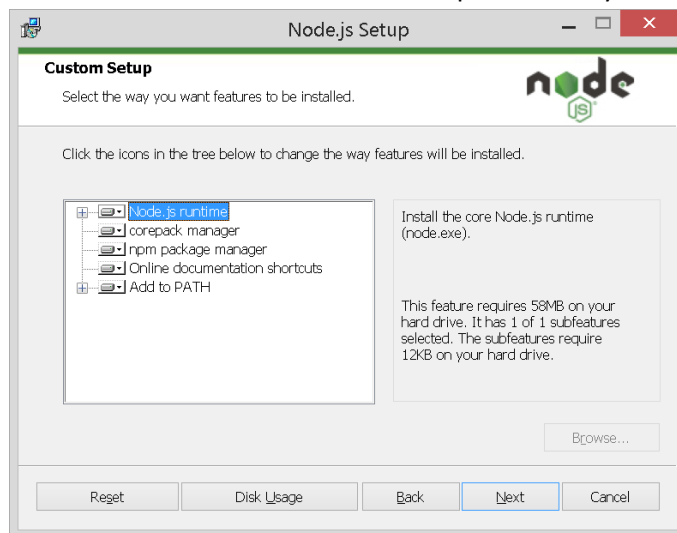 Node.js Setup
Custom Setup
Select the way you want features to be installed.
node
JS
Click the icons in the tree below to change the way features will be installed.
Node.js runtime
corepack manager
npm package manager
Online documentation shortcuts
Add to PATH
Install the core Node.js runtime
(node.exe).
This feature requires 58MB on your
hard drive. It has 1 of 1 subfeatures
selected. The subfeatures require
12KB on your hard drive.
Browse...
Reset
Disk Usage
Back
Next
Cancel